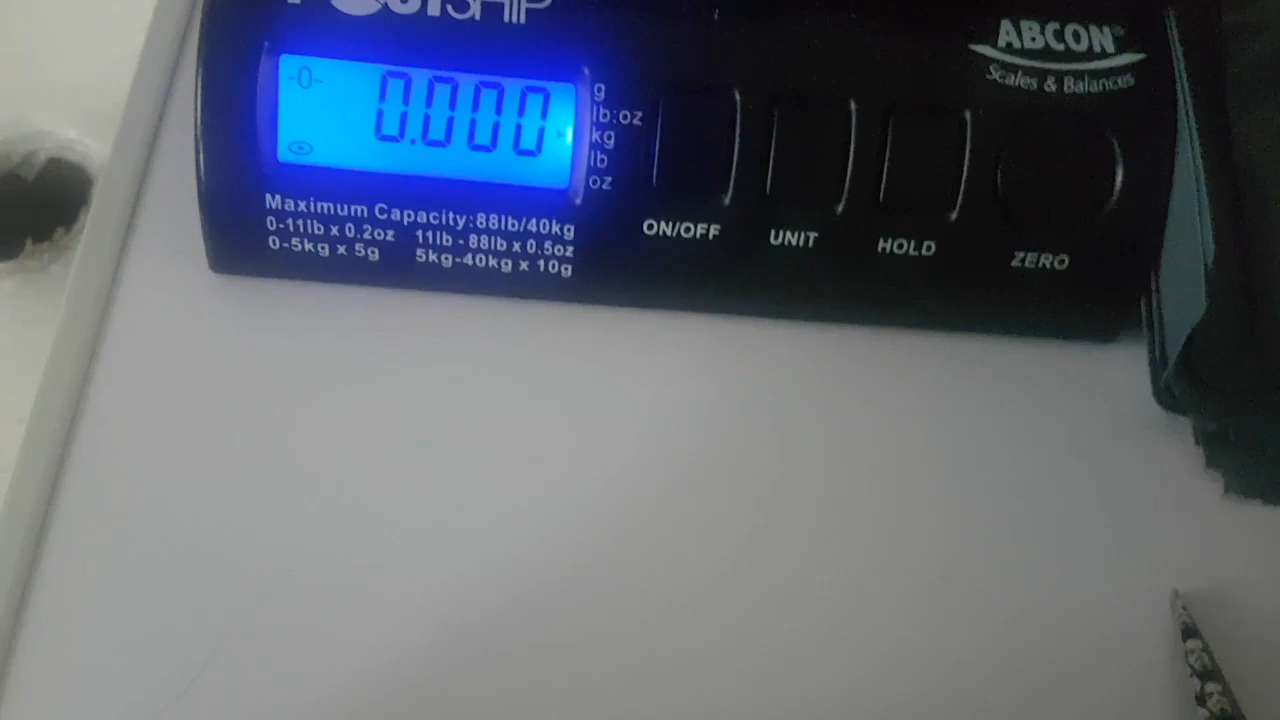 ABCON®
Scales & Balances
-0- 0.000
g
lb:oz
kg
lb
oz
Maximum Capacity:88lb/40kg
0-11lb x 0.2oz 11lb - 88lb x 0.5oz
0-5kg x 5g 5kg-40kg x 10g
ON/OFF UNIT HOLD ZERO